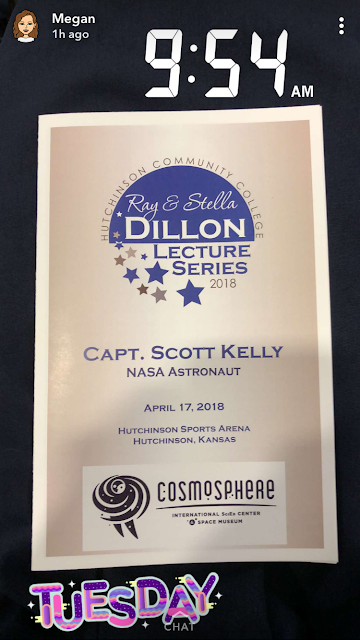 Megan
1h ago
9:54 AM
HUTCHINSON COMMUNITY COLLEGE
Ray & Stella
DILLON
LECTURE
SERIES
2018
CAPT. SCOTT KELLY
NASA ASTRONAUT
APRIL 17, 2018
HUTCHINSON SPORTS ARENA
HUTCHINSON, KANSAS
COSMOSPHERE
INTERNATIONAL SCIED CENTER
& SPACE MUSEUM
TUESDAY
CHAT